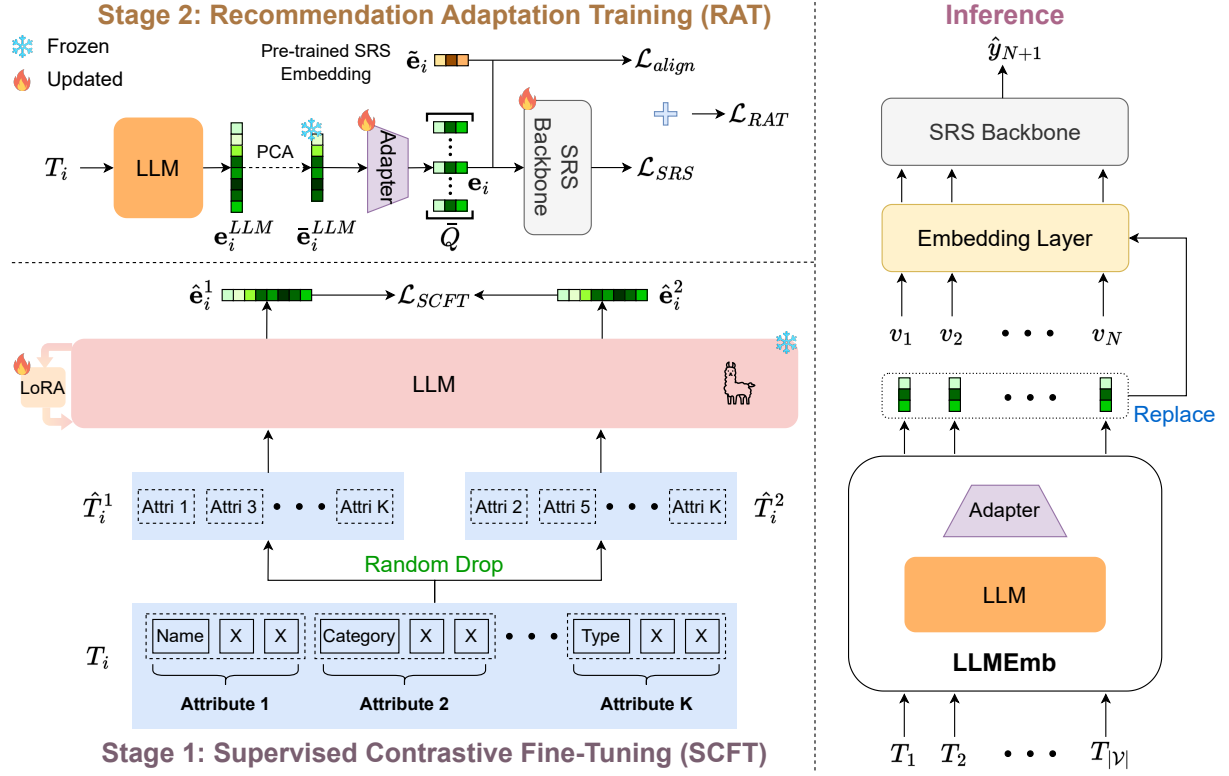 Stage 2: Recommendation Adaptation Training (RAT)
Frozen
Updated
Pre-trained SRS
Embedding
ẽ_i
ℒ_align
ℒ_RAT
T_i
LLM
PCA
Adapter
SRS
Backbone
ℒ_SRS
e_i
e_i^LLM
ē_i^LLM
Q̄
ê_i^1
ℒ_SCFT
ê_i^2
LoRA
LLM
T̂_i^1
Attri 1
Attri 3
• • •
Attri K
Attri 2
Attri 5
• • •
Attri K
T̂_i^2
Random Drop
T_i
Name X X
Category X X
• • •
Type X X
Attribute 1
Attribute 2
Attribute K
Stage 1: Supervised Contrastive Fine-Tuning (SCFT)
Inference
ŷ_{N+1}
SRS Backbone
Embedding Layer
v_1 v_2 • • • v_N
• • •
Replace
Adapter
LLM
LLMEmb
T_1 T_2 • • • T_{|𝒱|}